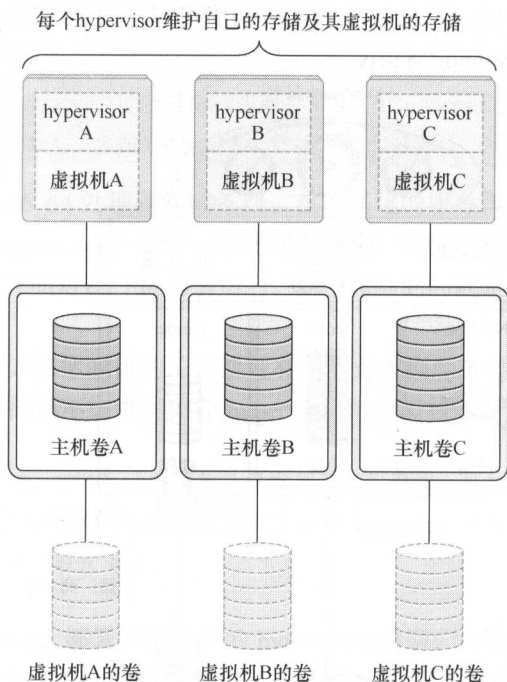 每个hypervisor维护自己的存储及其虚拟机的存储
hypervisor
A
hypervisor
B
hypervisor
C
虚拟机A
虚拟机B
虚拟机C
主机卷A
主机卷B
主机卷C
虚拟机A的卷
虚拟机B的卷
虚拟机C的卷